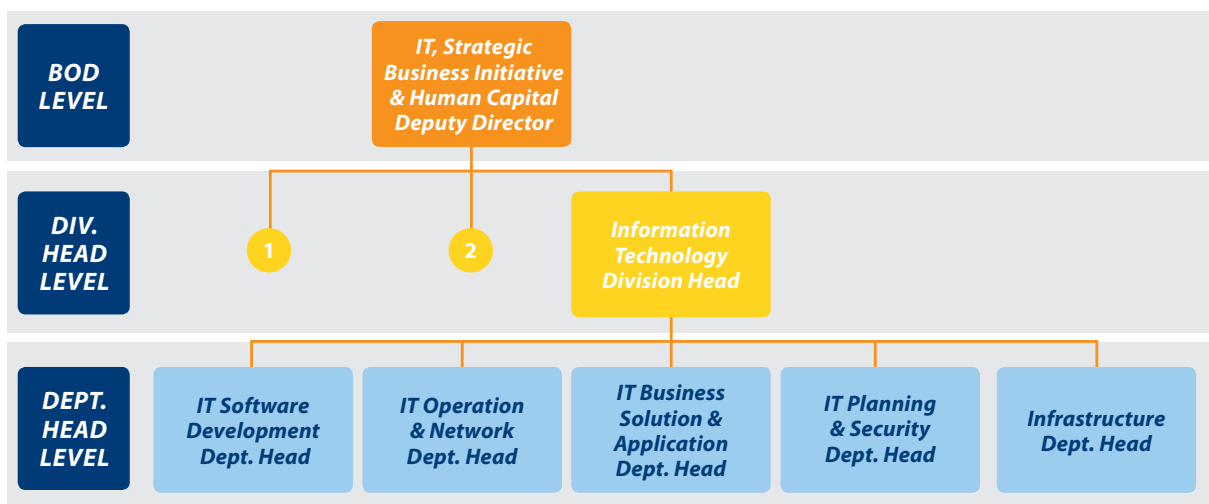 BOD
LEVEL
IT, Strategic
Business Initiative
& Human Capital
Deputy Director
DIV.
HEAD
LEVEL
1
2
Information
Technology
Division Head
DEPT.
HEAD
LEVEL
IT Software
Development
Dept. Head
IT Operation
& Network
Dept. Head
IT Business
Solution &
Application
Dept. Head
IT Planning
& Security
Dept. Head
Infrastructure
Dept. Head